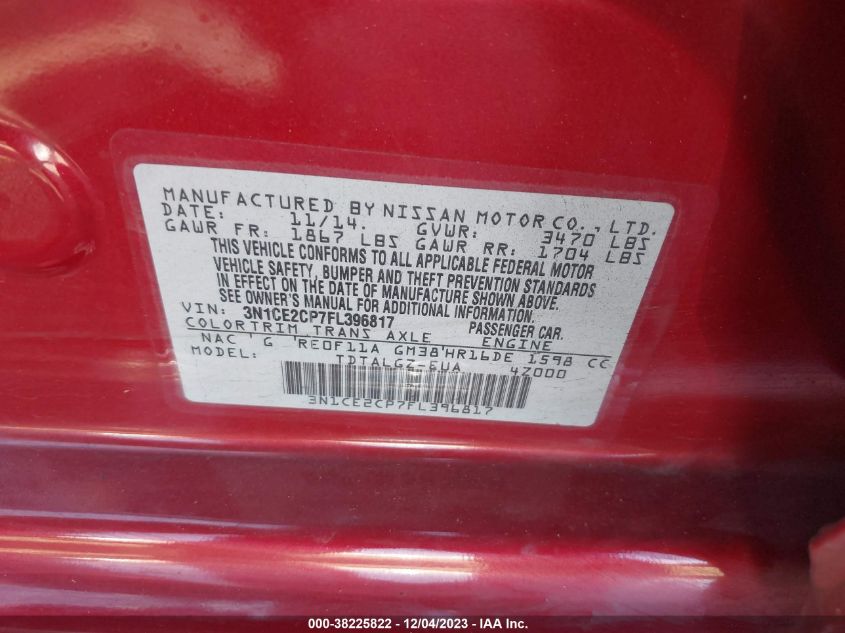 MANUFACTURED BY NISSAN MOTOR CO., LTD.
DATE: 11/14. GVWR: 3470 LBS
GAWR FR: 1867 LBS GAWR RR: 1704 LBS
THIS VEHICLE CONFORMS TO ALL APPLICABLE FEDERAL MOTOR
VEHICLE SAFETY, BUMPER AND THEFT PREVENTION STANDARDS
IN EFFECT ON THE DATE OF MANUFACTURE SHOWN ABOVE.
SEE OWNER'S MANUAL FOR ADDITIONAL INFORMATION.
VIN: 3N1CE2CP7FL396817 PASSENGER CAR.
COLOR TRIM TRANS AXLE ENGINE
NAC ' G 'RE0F11A GM38'HR16DE 1598 CC
MODEL: TDTALGZ-EUA 4Z000
3N1CE2CP7FL396817
000-38225822 - 12/04/2023 - IAA Inc.